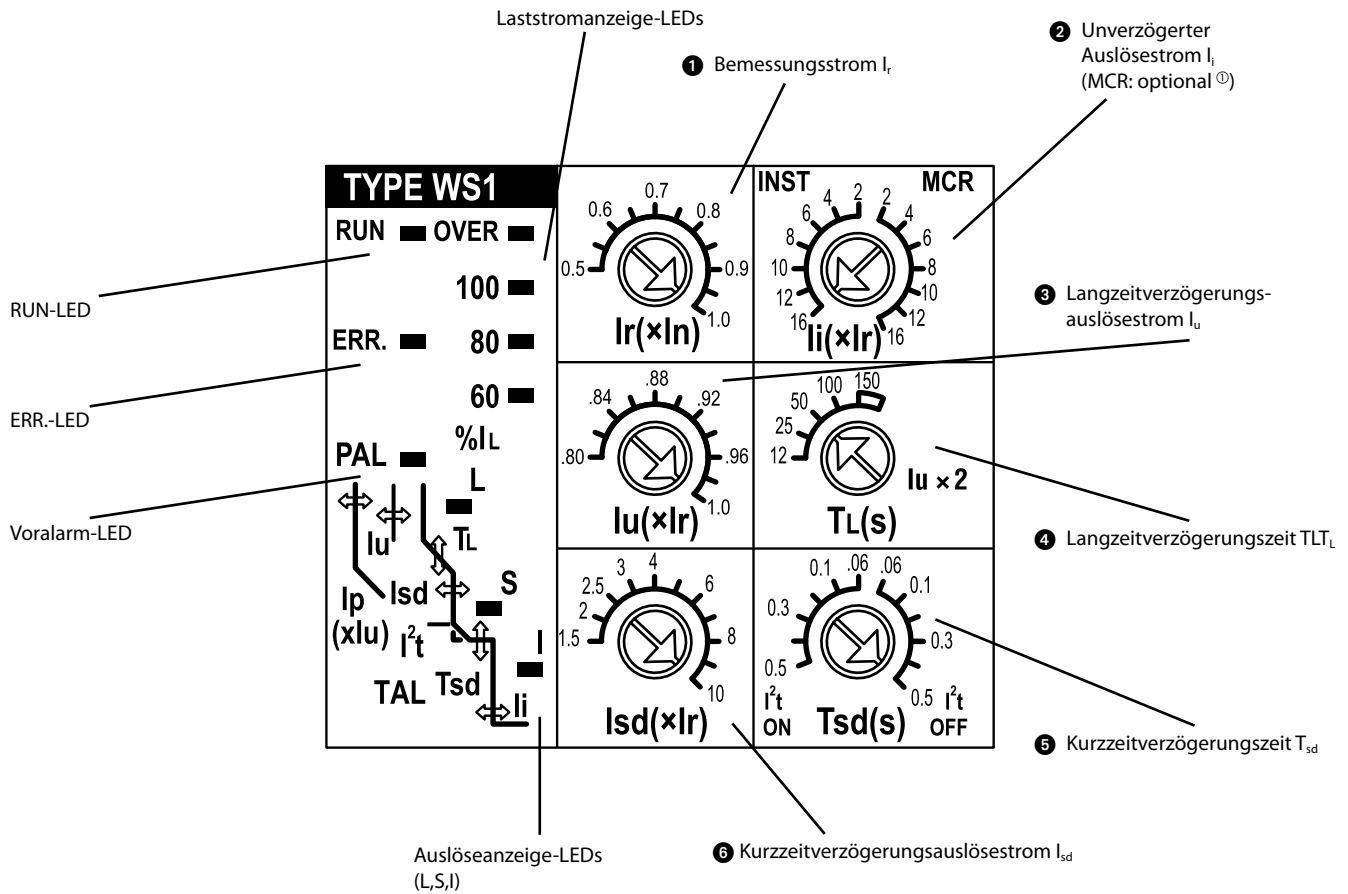 Laststromanzeige-LEDs
❶ Bemessungsstrom Iᵣ
❷ Unverzögerter
Auslösestrom Iᵢ
(MCR: optional ①)
TYPE WS1
RUN OVER
100
ERR. 80
60
%IL
PAL
L
Iu
TL
Ip
(xIu)
Isd
S
I²t
I
TAL
Tsd
Ii
0.5
0.6
0.7
0.8
0.9
1.0
Ir(×In)
INST MCR
16
12
10
8
6
4
2
2
4
6
8
10
12
16
Ii(×Ir)
.80
.84
.88
.92
.96
1.0
Iu(×Ir)
12
25
50
100
150
Iu × 2
TL(s)
1.5
2
2.5
3
4
6
8
10
Isd(×Ir)
0.5
0.3
0.1
.06
.06
0.1
0.3
0.5
I²t
ON
Tsd(s)
I²t
OFF
RUN-LED
ERR.-LED
Voralarm-LED
❸ Langzeitverzögerungs-
auslösestrom Iᵤ
❹ Langzeitverzögerungszeit TLT_L
❺ Kurzzeitverzögerungszeit T_sd
❻ Kurzzeitverzögerungsauslösestrom I_sd
Auslöseanzeige-LEDs
(L,S,I)